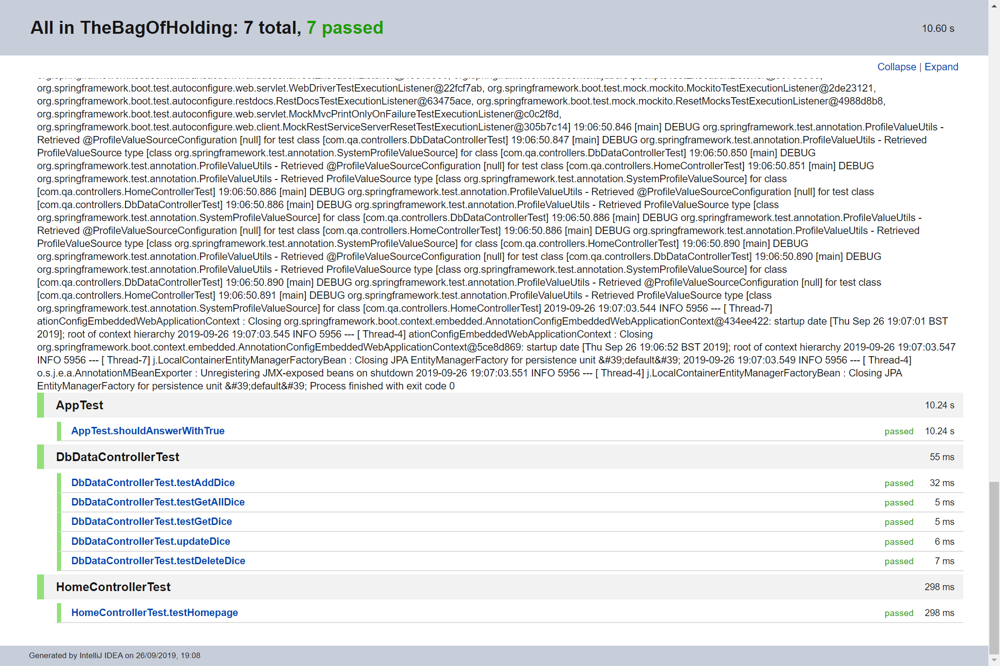 All in TheBagOfHolding: 7 total, 7 passed
10.60 s
Collapse | Expand
org.springframework.boot.test.autoconfigure.web.servlet.WebDriverTestExecutionListener@22fcf7ab, org.springframework.boot.test.mock.mockito.MockitoTestExecutionListener@2de23121,
org.springframework.boot.test.autoconfigure.restdocs.RestDocsTestExecutionListener@63475ace, org.springframework.boot.test.mock.mockito.ResetMocksTestExecutionListener@4988d8b8,
org.springframework.boot.test.autoconfigure.web.servlet.MockMvcPrintOnlyOnFailureTestExecutionListener@c0c2f8d,
org.springframework.boot.test.autoconfigure.web.client.MockRestServiceServerResetTestExecutionListener@305b7c14] 19:06:50.846 [main] DEBUG org.springframework.test.annotation.ProfileValueUtils -
Retrieved @ProfileValueSourceConfiguration [null] for test class [com.qa.controllers.DbDataControllerTest] 19:06:50.847 [main] DEBUG org.springframework.test.annotation.ProfileValueUtils - Retrieved
ProfileValueSource type [class org.springframework.test.annotation.SystemProfileValueSource] for class [com.qa.controllers.DbDataControllerTest] 19:06:50.850 [main] DEBUG
org.springframework.test.annotation.ProfileValueUtils - Retrieved @ProfileValueSourceConfiguration [null] for test class [com.qa.controllers.HomeControllerTest] 19:06:50.851 [main] DEBUG
org.springframework.test.annotation.ProfileValueUtils - Retrieved ProfileValueSource type [class org.springframework.test.annotation.SystemProfileValueSource] for class
[com.qa.controllers.HomeControllerTest] 19:06:50.886 [main] DEBUG org.springframework.test.annotation.ProfileValueUtils - Retrieved @ProfileValueSourceConfiguration [null] for test class
[com.qa.controllers.DbDataControllerTest] 19:06:50.886 [main] DEBUG org.springframework.test.annotation.ProfileValueUtils - Retrieved ProfileValueSource type [class
org.springframework.test.annotation.SystemProfileValueSource] for class [com.qa.controllers.DbDataControllerTest] 19:06:50.886 [main] DEBUG org.springframework.test.annotation.ProfileValueUtils -
Retrieved @ProfileValueSourceConfiguration [null] for test class [com.qa.controllers.HomeControllerTest] 19:06:50.886 [main] DEBUG org.springframework.test.annotation.ProfileValueUtils - Retrieved
ProfileValueSource type [class org.springframework.test.annotation.SystemProfileValueSource] for class [com.qa.controllers.HomeControllerTest] 19:06:50.890 [main] DEBUG
org.springframework.test.annotation.ProfileValueUtils - Retrieved @ProfileValueSourceConfiguration [null] for test class [com.qa.controllers.DbDataControllerTest] 19:06:50.890 [main] DEBUG
org.springframework.test.annotation.ProfileValueUtils - Retrieved ProfileValueSource type [class org.springframework.test.annotation.SystemProfileValueSource] for class
[com.qa.controllers.DbDataControllerTest] 19:06:50.890 [main] DEBUG org.springframework.test.annotation.ProfileValueUtils - Retrieved @ProfileValueSourceConfiguration [null] for test class
[com.qa.controllers.HomeControllerTest] 19:06:50.891 [main] DEBUG org.springframework.test.annotation.ProfileValueUtils - Retrieved ProfileValueSource type [class
org.springframework.test.annotation.SystemProfileValueSource] for class [com.qa.controllers.HomeControllerTest] 2019-09-26 19:07:03.544 INFO 5956 --- [ Thread-7]
ationConfigEmbeddedWebApplicationContext : Closing org.springframework.boot.context.embedded.AnnotationConfigEmbeddedWebApplicationContext@434ee422: startup date [Thu Sep 26 19:07:01 BST
2019]; root of context hierarchy 2019-09-26 19:07:03.545 INFO 5956 --- [ Thread-4] ationConfigEmbeddedWebApplicationContext : Closing
org.springframework.boot.context.embedded.AnnotationConfigEmbeddedWebApplicationContext@5ce8d869: startup date [Thu Sep 26 19:06:52 BST 2019]; root of context hierarchy 2019-09-26 19:07:03.547
INFO 5956 --- [ Thread-7] j.LocalContainerEntityManagerFactoryBean : Closing JPA EntityManagerFactory for persistence unit &#39;default&#39; 2019-09-26 19:07:03.549 INFO 5956 --- [ Thread-4]
o.s.j.e.a.AnnotationMBeanExporter : Unregistering JMX-exposed beans on shutdown 2019-09-26 19:07:03.551 INFO 5956 --- [ Thread-4] j.LocalContainerEntityManagerFactoryBean : Closing JPA
EntityManagerFactory for persistence unit &#39;default&#39; Process finished with exit code 0
AppTest 10.24 s
AppTest.shouldAnswerWithTrue passed 10.24 s
DbDataControllerTest 55 ms
DbDataControllerTest.testAddDice passed 32 ms
DbDataControllerTest.testGetAllDice passed 5 ms
DbDataControllerTest.testGetDice passed 5 ms
DbDataControllerTest.updateDice passed 6 ms
DbDataControllerTest.testDeleteDice passed 7 ms
HomeControllerTest 298 ms
HomeControllerTest.testHomepage passed 298 ms
Generated by IntelliJ IDEA on 26/09/2019, 19:08